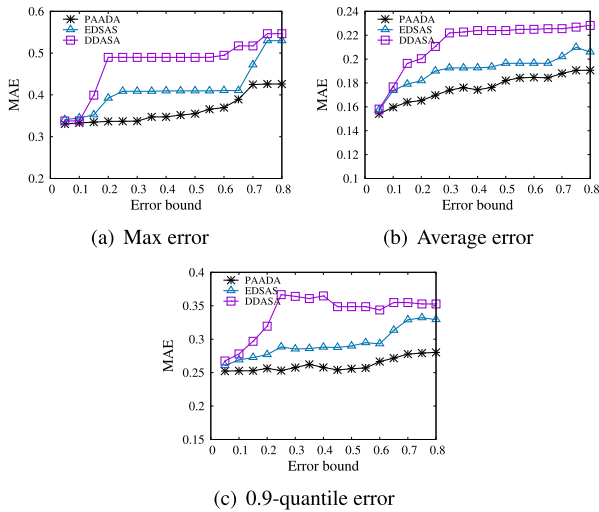 0.6
0.5
0.4
0.3
0.2
MAE
PAADA
EDSAS
DDASA
0 0.1 0.2 0.3 0.4 0.5 0.6 0.7 0.8
Error bound
(a) Max error
0.24
0.22
0.2
0.18
0.16
0.14
0.12
0.1
MAE
PAADA
EDSAS
DDASA
0 0.1 0.2 0.3 0.4 0.5 0.6 0.7 0.8
Error bound
(b) Average error
0.4
0.35
0.3
0.25
0.2
0.15
MAE
PAADA
EDSAS
DDASA
0 0.1 0.2 0.3 0.4 0.5 0.6 0.7 0.8
Error bound
(c) 0.9-quantile error